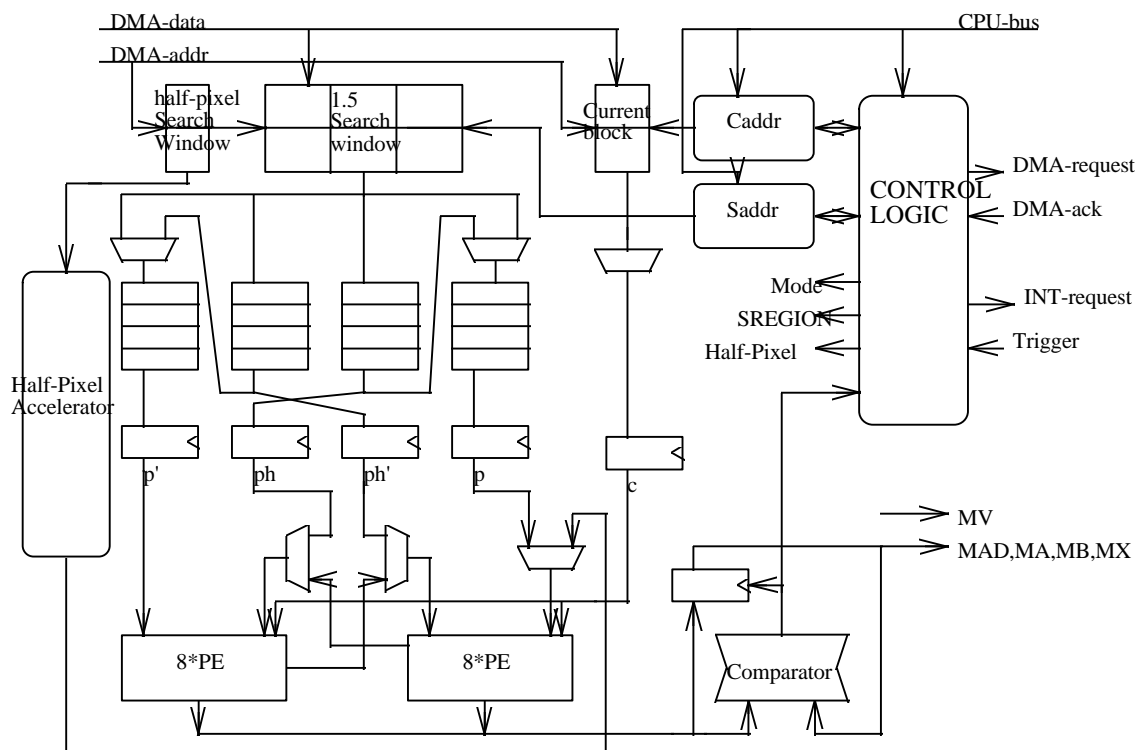 DMA-data
CPU-bus
DMA-addr
half-pixel
Search
Window
1.5
Search
window
Current
block
Caddr
Saddr
CONTROL
LOGIC
DMA-request
DMA-ack
INT-request
Trigger
Mode
SREGION
Half-Pixel
Half-Pixel
Accelerator
p'
ph
ph'
p
c
MV
MAD,MA,MB,MX
8*PE
8*PE
Comparator